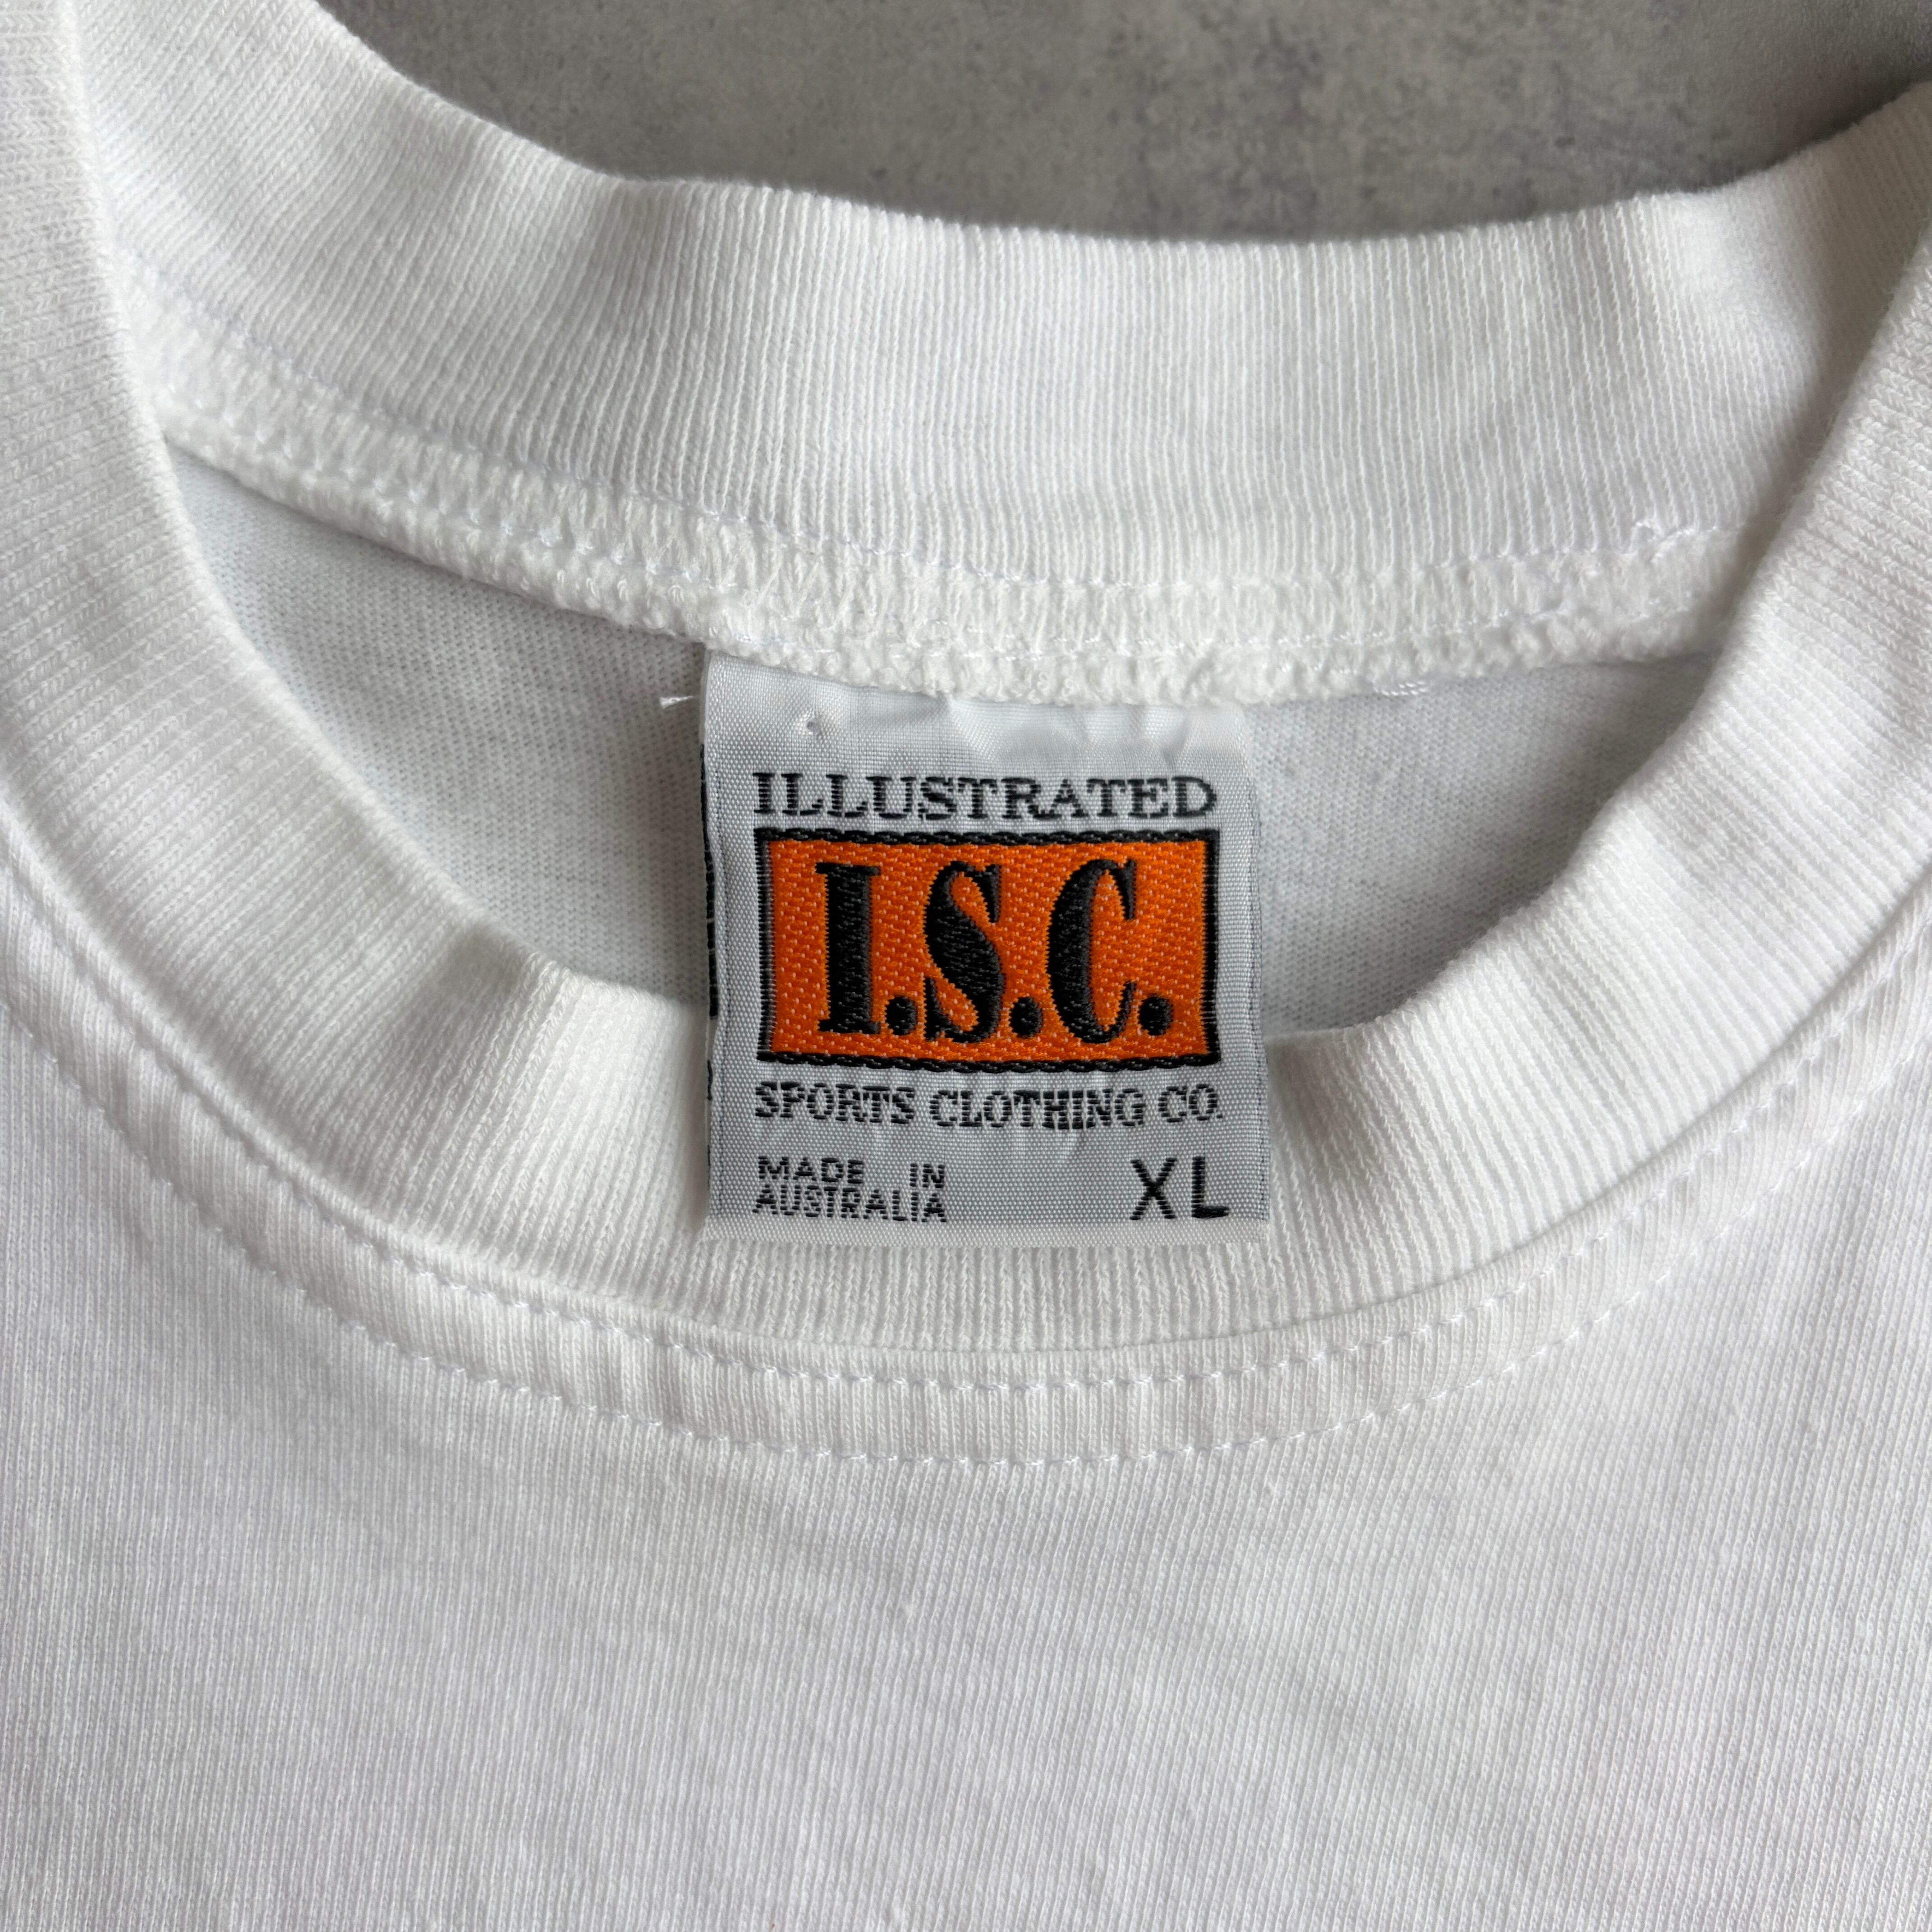 ILLUSTRATED
I.S.C.
SPORTS CLOTHING CO.
MADE IN
AUSTRALIA
XL